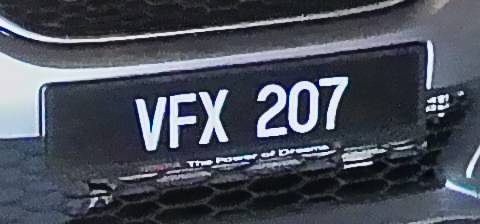 VFX 207
The Power of Dreams